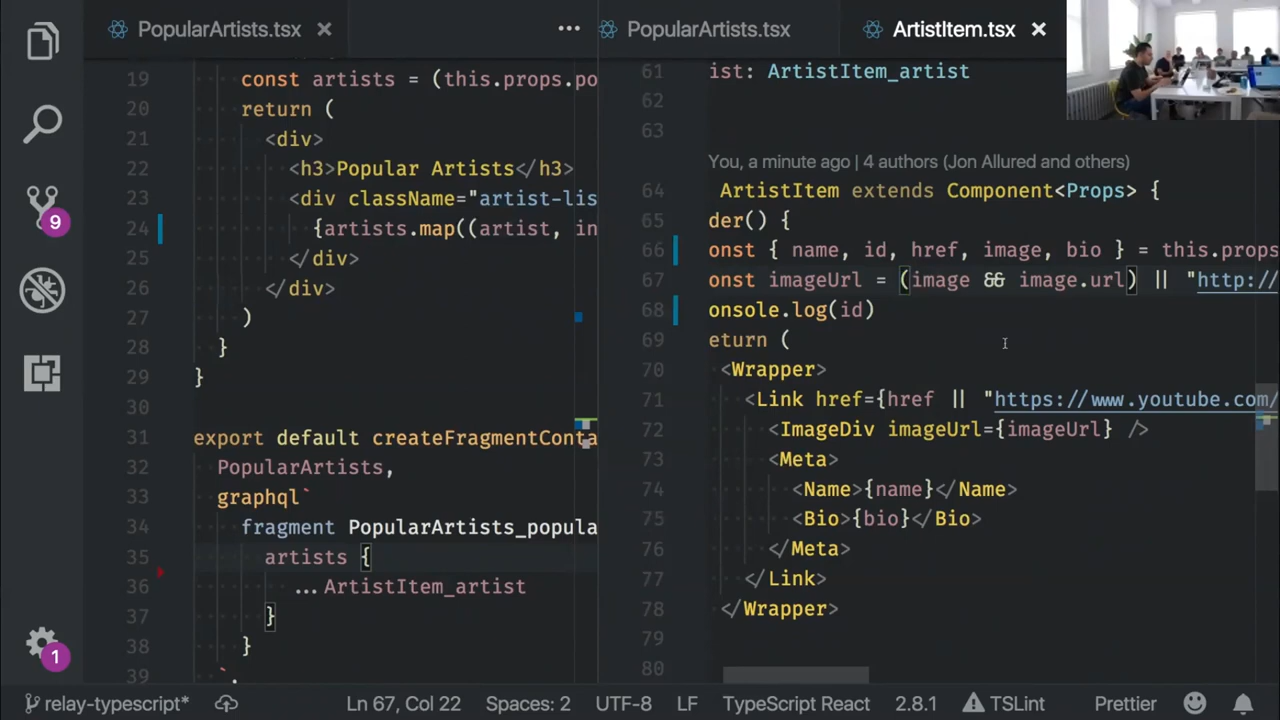 PopularArtists.tsx
19 const artists = (this.props.po
20 return (
21 <div>
22 <h3>Popular Artists</h3>
23 <div className="artist-lis
24 {artists.map((artist, in
25 </div>
26 </div>
27 )
28 }
29 }
30
31 export default createFragmentConta
32 PopularArtists,
33 graphql`
34 fragment PopularArtists_popula
35 artists {
36 ...ArtistItem_artist
37 }
38 }
39 `,
PopularArtists.tsx ArtistItem.tsx
61 ist: ArtistItem_artist
62
63
You, a minute ago | 4 authors (Jon Allured and others)
64 ArtistItem extends Component<Props> {
65 der() {
66 onst { name, id, href, image, bio } = this.props
67 onst imageUrl = (image && image.url) || "http://
68 onsole.log(id)
69 eturn (
70 <Wrapper>
71 <Link href={href || "https://www.youtube.com/
72 <ImageDiv imageUrl={imageUrl} />
73 <Meta>
74 <Name>{name}</Name>
75 <Bio>{bio}</Bio>
76 </Meta>
77 </Link>
78 </Wrapper>
79
80
9
1
relay-typescript* Ln 67, Col 22 Spaces: 2 UTF-8 LF TypeScript React 2.8.1 TSLint Prettier